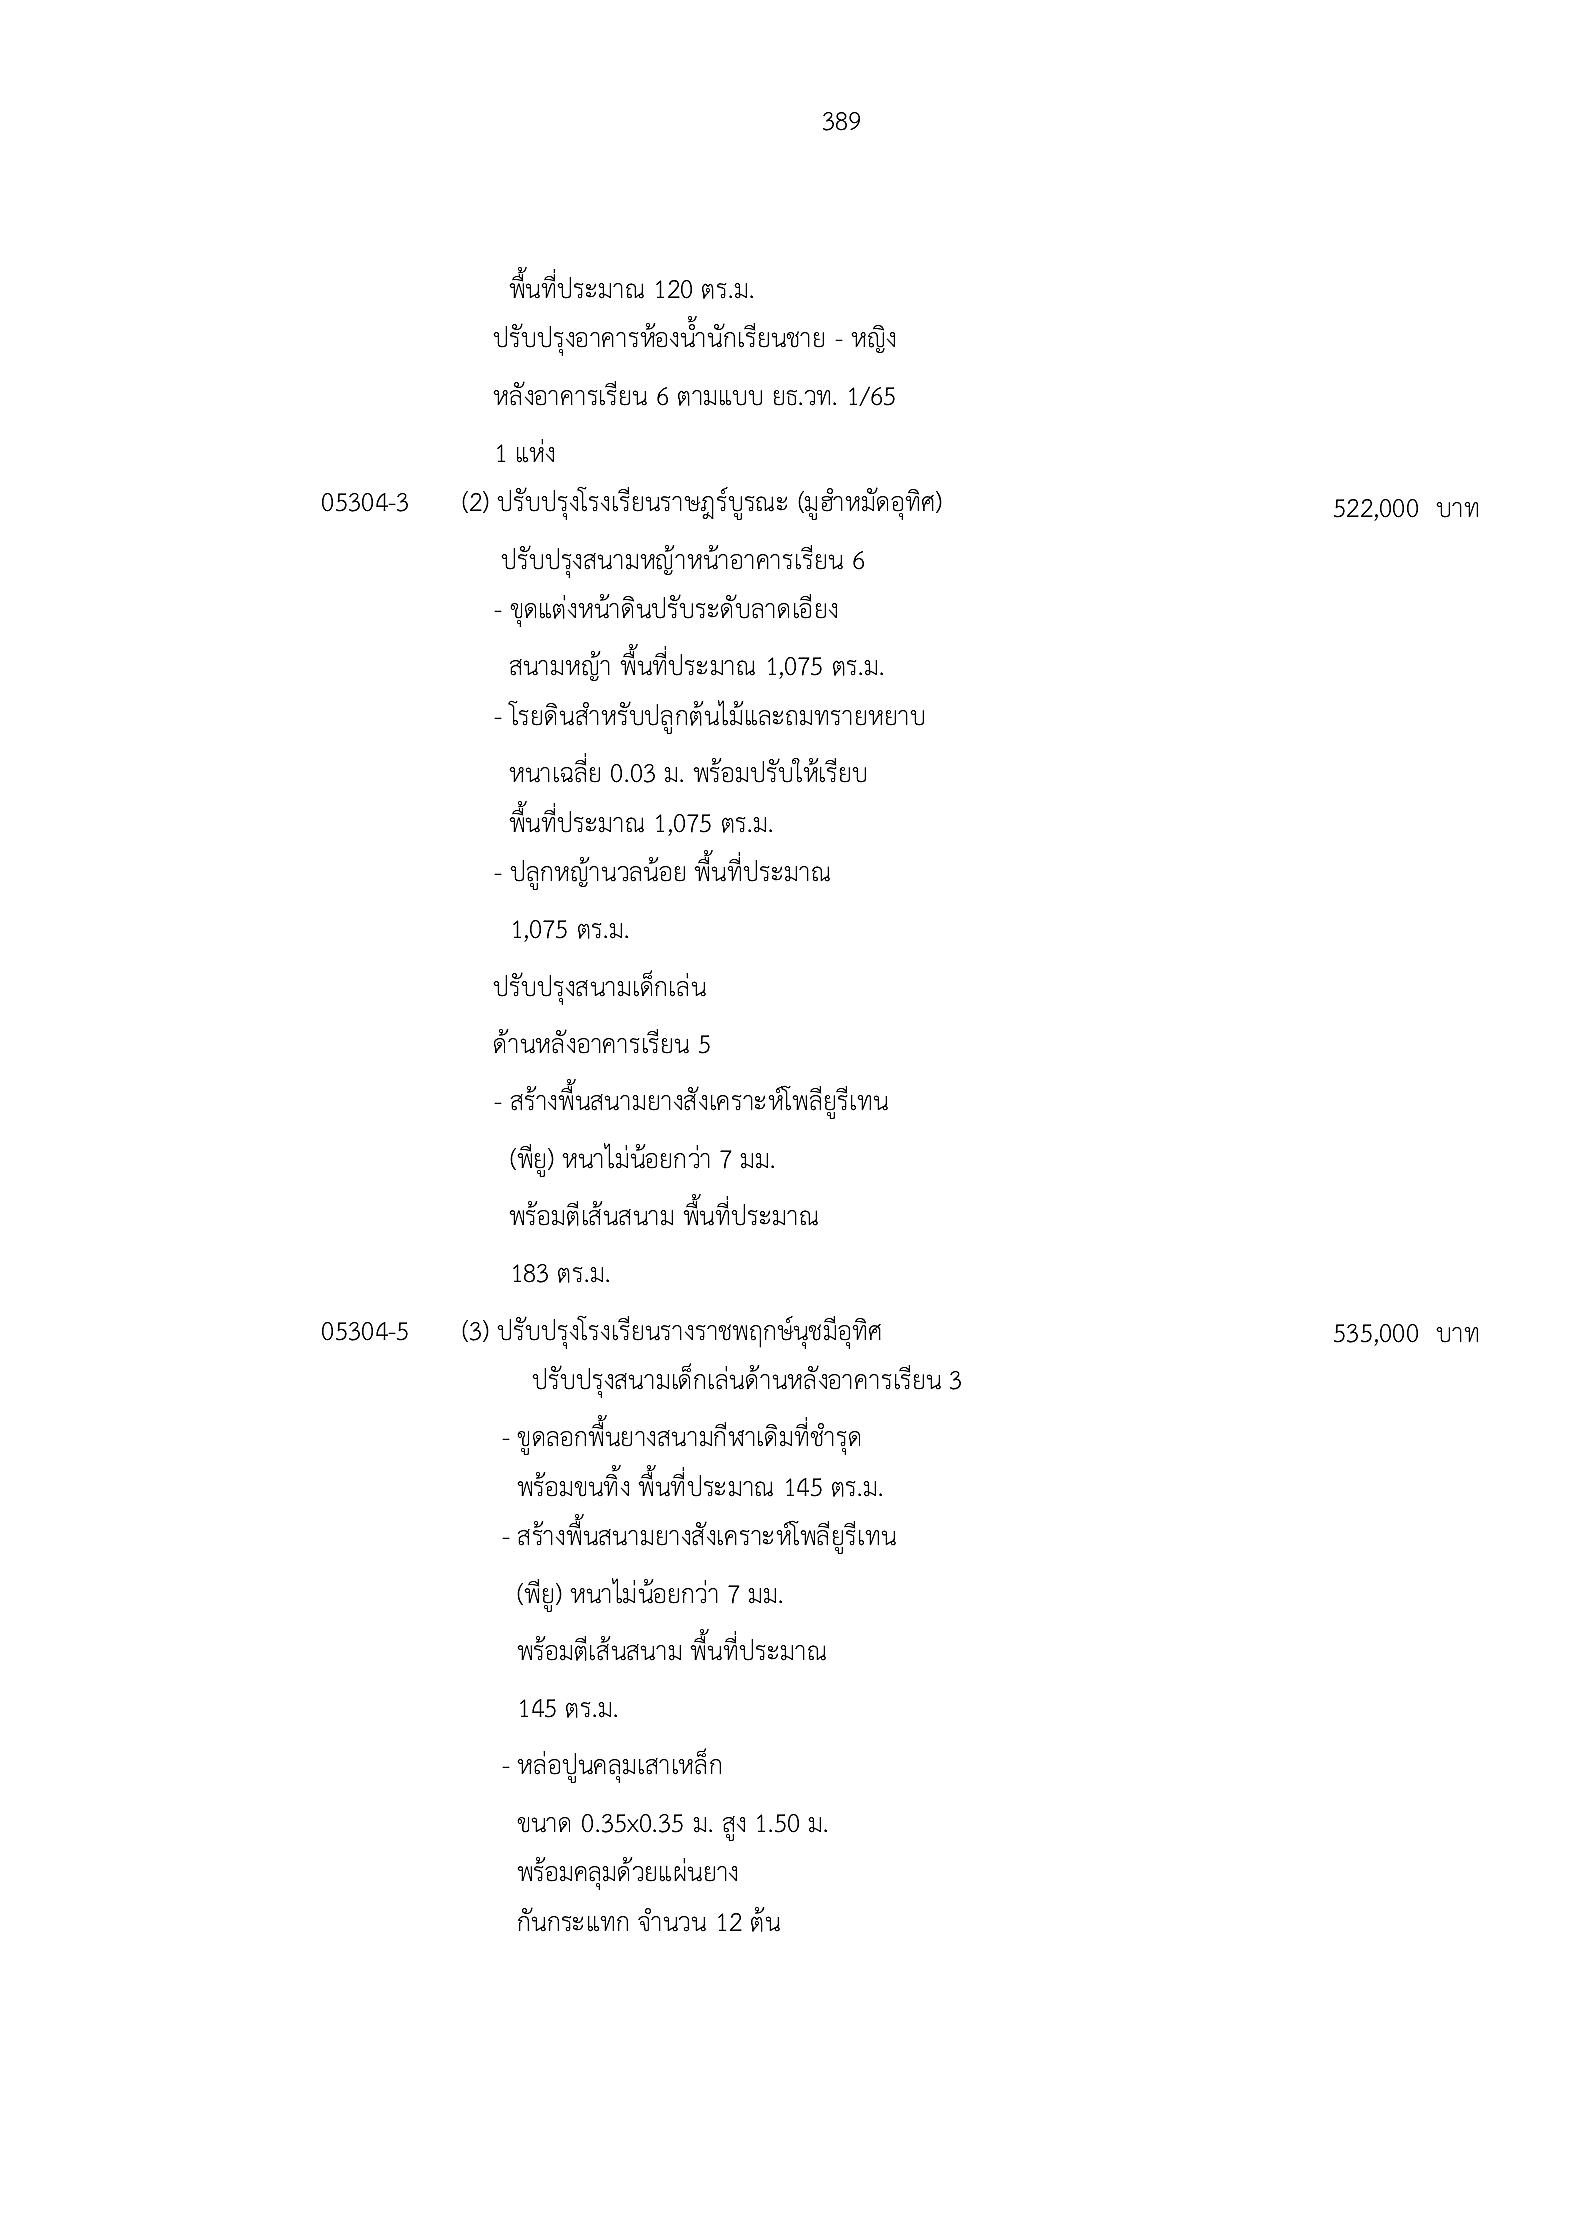 389
พื้นที่ประมาณ 120 ตร.ม.
ปรับปรุงอาคารห้องน้ำนักเรียนชาย - หญิง
หลังอาคารเรียน 6 ตามแบบ ยธ.วท. 1/65
1 แห่ง
05304-3 (2) ปรับปรุงโรงเรียนราษฎร์บูรณะ (มูฮำหมัดอุทิศ) 522,000 บาท
ปรับปรุงสนามหญ้าหน้าอาคารเรียน 6
- ขุดแต่งหน้าดินปรับระดับลาดเอียง
สนามหญ้า พื้นที่ประมาณ 1,075 ตร.ม.
- โรยดินสำหรับปลูกต้นไม้และถมทรายหยาบ
หนาเฉลี่ย 0.03 ม. พร้อมปรับให้เรียบ
พื้นที่ประมาณ 1,075 ตร.ม.
- ปลูกหญ้านวลน้อย พื้นที่ประมาณ
1,075 ตร.ม.
ปรับปรุงสนามเด็กเล่น
ด้านหลังอาคารเรียน 5
- สร้างพื้นสนามยางสังเคราะห์โพลียูรีเทน
(พียู) หนาไม่น้อยกว่า 7 มม.
พร้อมตีเส้นสนาม พื้นที่ประมาณ
183 ตร.ม.
05304-5 (3) ปรับปรุงโรงเรียนรางราชพฤกษ์นุชมีอุทิศ 535,000 บาท
ปรับปรุงสนามเด็กเล่นด้านหลังอาคารเรียน 3
- ขูดลอกพื้นยางสนามกีฬาเดิมที่ชำรุด
พร้อมขนทิ้ง พื้นที่ประมาณ 145 ตร.ม.
- สร้างพื้นสนามยางสังเคราะห์โพลียูรีเทน
(พียู) หนาไม่น้อยกว่า 7 มม.
พร้อมตีเส้นสนาม พื้นที่ประมาณ
145 ตร.ม.
- หล่อปูนคลุมเสาเหล็ก
ขนาด 0.35x0.35 ม. สูง 1.50 ม.
พร้อมคลุมด้วยแผ่นยาง
กันกระแทก จำนวน 12 ต้น